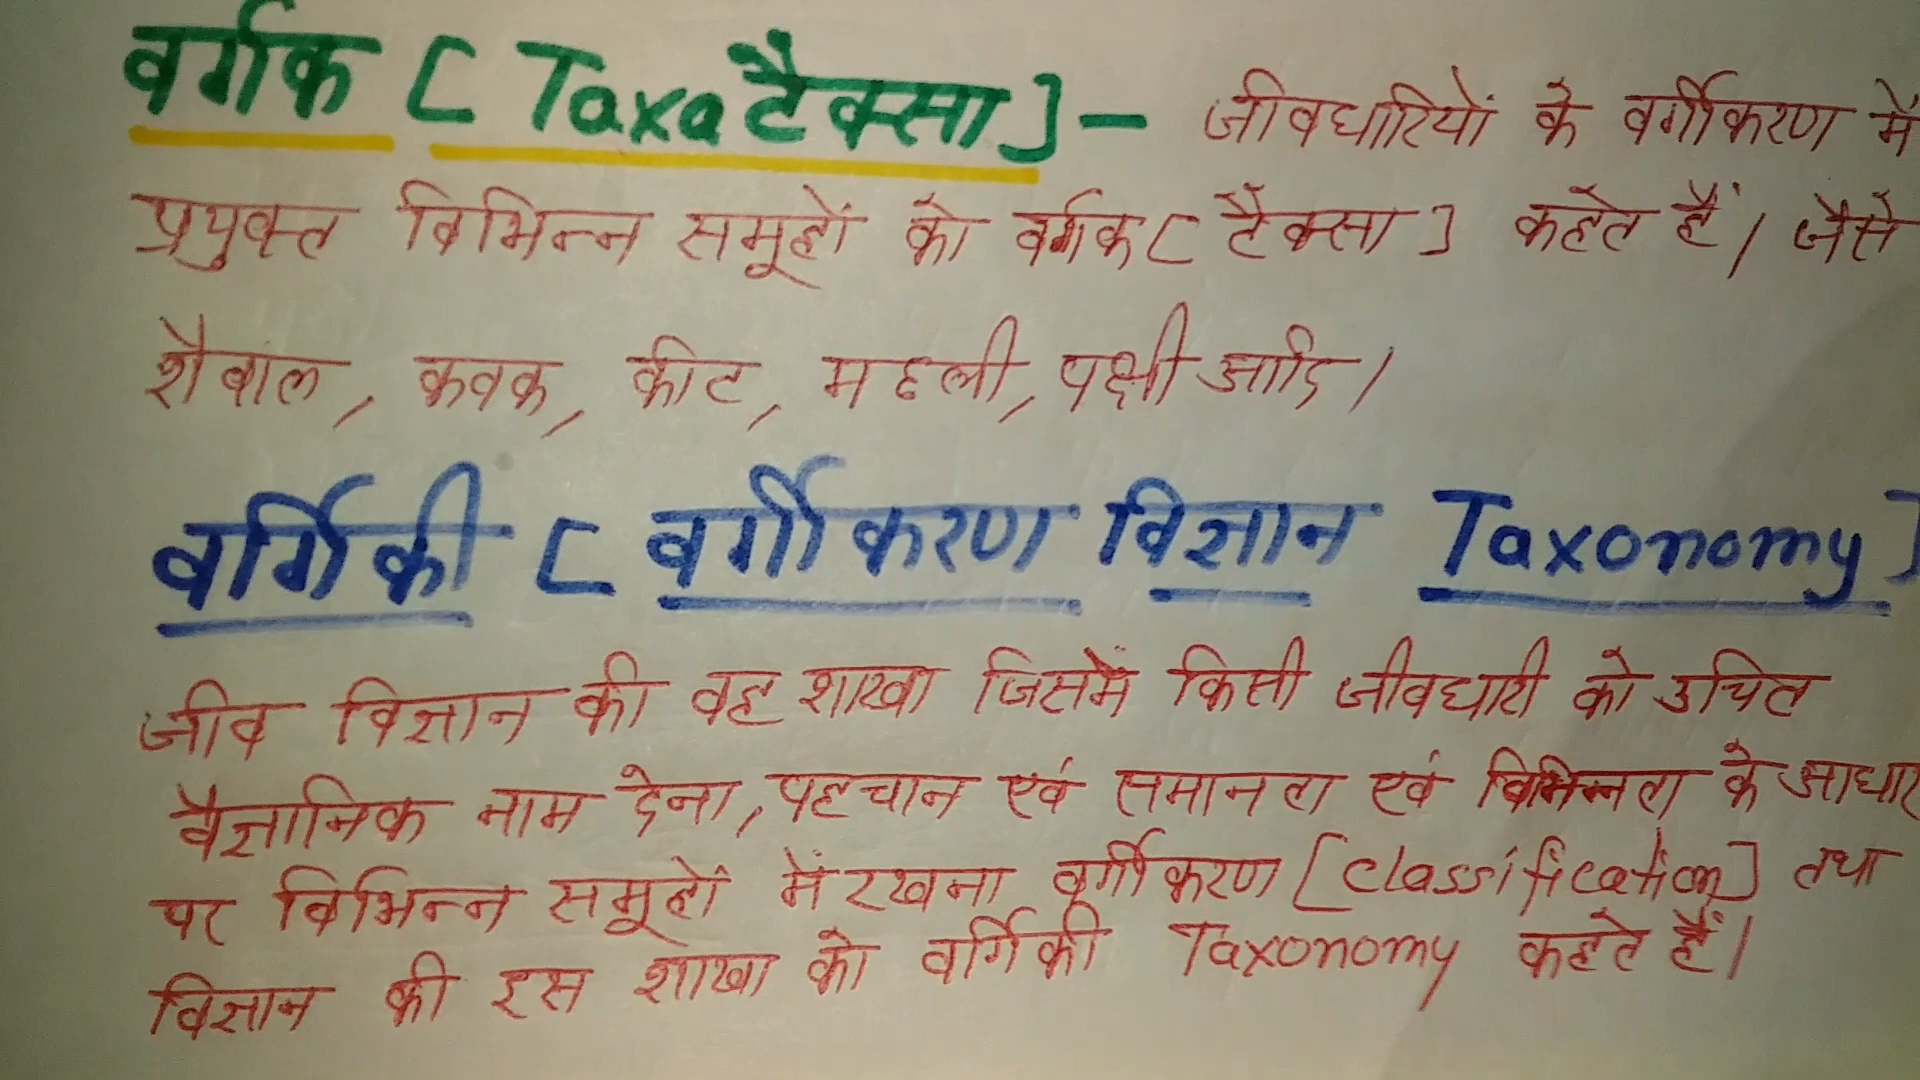 वर्गक [ Taxa टैक्सा ] - जीवधारियों के वर्गीकरण में
प्रयुक्त विभिन्न समूहों को वर्गक [ टैक्सा ] कहते हैं। जैसे
शैवाल, कवक, कीट, मछली, पक्षी आदि।
वर्गिकी [ वर्गीकरण विज्ञान Taxonomy ]
जीव विज्ञान की वह शाखा जिसमें किसी जीवधारी को उचित
वैज्ञानिक नाम देना, पहचान एवं समानता एवं विभिन्नता के आधार
पर विभिन्न समूहों में रखना वर्गीकरण [classification] तथा
विज्ञान की इस शाखा को वर्गिकी Taxonomy कहते हैं।